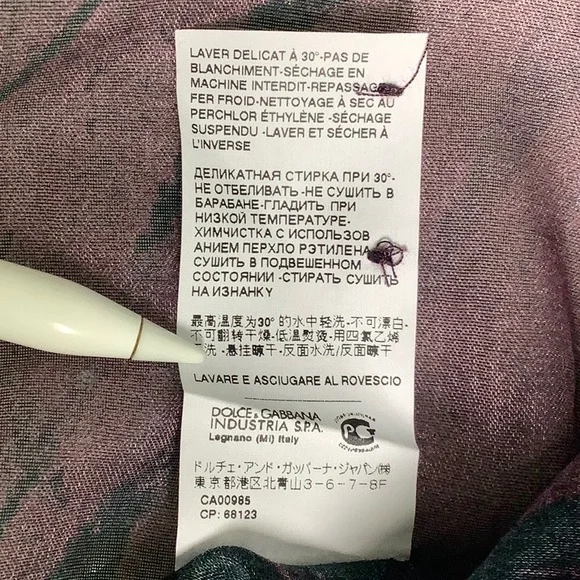 LAVER DELICAT À 30°-PAS DE
BLANCHIMENT-SÉCHAGE EN
MACHINE INTERDIT-REPASSAGE
FER FROID-NETTOYAGE À SEC AU
PERCHLOR ÉTHYLÈNE -SÉCHAGE
SUSPENDU -LAVER ET SÉCHER À
L'INVERSE
ДЕЛИКАТНАЯ СТИРКА ПРИ 30°-
НЕ ОТБЕЛИВАТЬ -НЕ СУШИТЬ В
БАРАБАНЕ-ГЛАДИТЬ ПРИ
НИЗКОЙ ТЕМПЕРАТУРЕ-
ХИМЧИСТКА С ИСПОЛЬЗОВ
АНИЕМ ПЕРХЛО РЭТИЛЕНА
СУШИТЬ В ПОДВЕШЕННОМ
СОСТОЯНИИ -СТИРАТЬ СУШИТЬ
НА ИЗНАНКУ
最高温度为30° 的水中轻洗-不可漂白-
不可翻转干燥-低温熨烫-用四氯乙烯
洗 -悬挂晾干-反面水洗/反面晾干
LAVARE E ASCIUGARE AL ROVESCIO
DOLCE & GABBANA
INDUSTRIA S.P.A.
Legnano (Mi) Italy
PG
ドルチェ・アンド・ガッバーナ・ジャパン㈱
東京都港区北青山3-6-7-8F
CA00985
CP: 68123